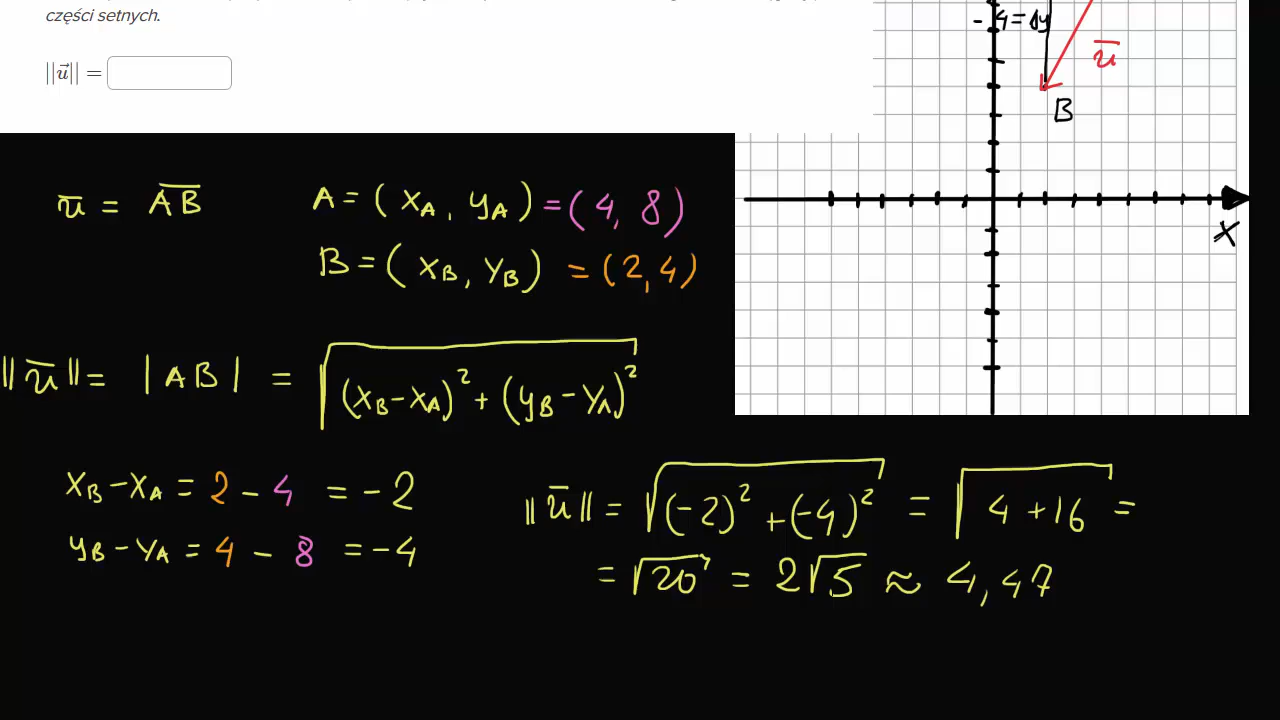 części setnych.
||u⃗|| =
- 4 = Δy
u̅
B
X
u̅ = A̅B̅
A = ( x_A , y_A ) = ( 4, 8 )
B = ( x_B , y_B ) = ( 2, 4 )
||u̅|| = |AB| = √((x_B - x_A)² + (y_B - y_A)²)
x_B - x_A = 2 - 4 = -2
y_B - y_A = 4 - 8 = -4
||u̅|| = √((-2)² + (-4)²) = √(4 + 16) =
= √20 = 2√5 ≈ 4,47